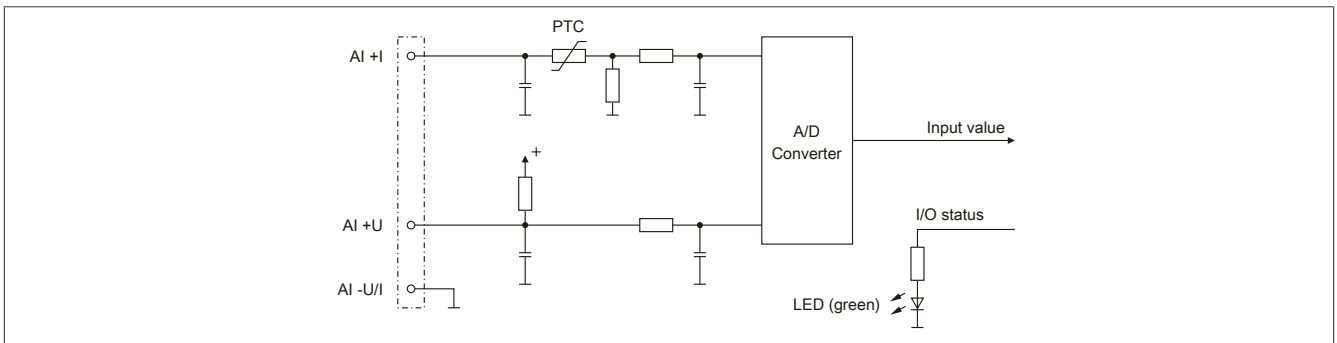 PTC
AI +I
A/D
Converter
Input value
+
AI +U
I/O status
AI -U/I
LED (green)